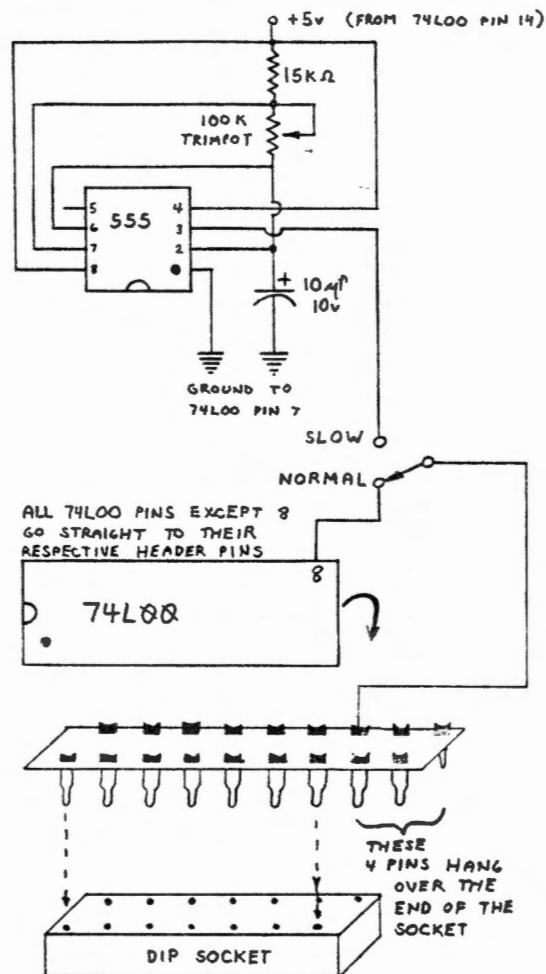 +5v (FROM 74L00 PIN 14)
15KΩ
100K
TRIMPOT
555
5
6
7
8
4
3
2
+
10µf
10v
GROUND TO
74L00 PIN 7
SLOW
NORMAL
ALL 74L00 PINS EXCEPT 8
GO STRAIGHT TO THEIR
RESPECTIVE HEADER PINS
8
74L00
THESE
4 PINS HANG
OVER THE
END OF THE
SOCKET
DIP SOCKET